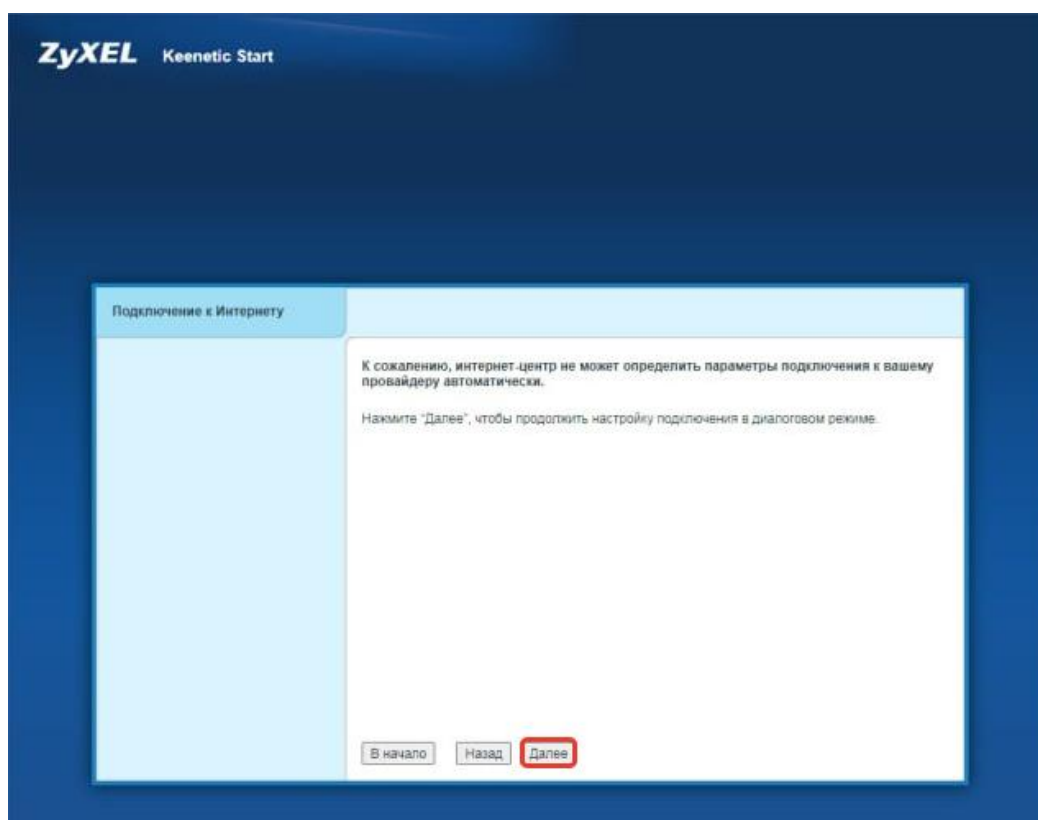 ZyXEL Keenetic Start
Подключение к Интернету
К сожалению, интернет-центр не может определить параметры подключения к вашему
провайдеру автоматически.
Нажмите "Далее", чтобы продолжить настройку подключения в диалоговом режиме.
В начало Назад Далее